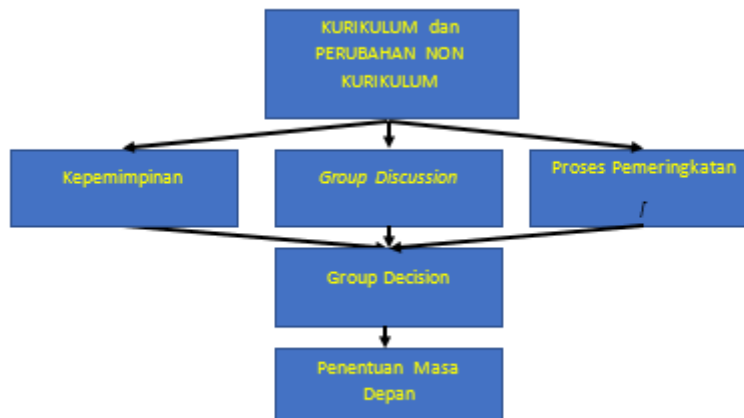 KURIKULUM dan
PERUBAHAN NON
KURIKULUM
Kepemimpinan
Group Discussion
Proses Pemeringkatan
Group Decision
Penentuan Masa
Depan